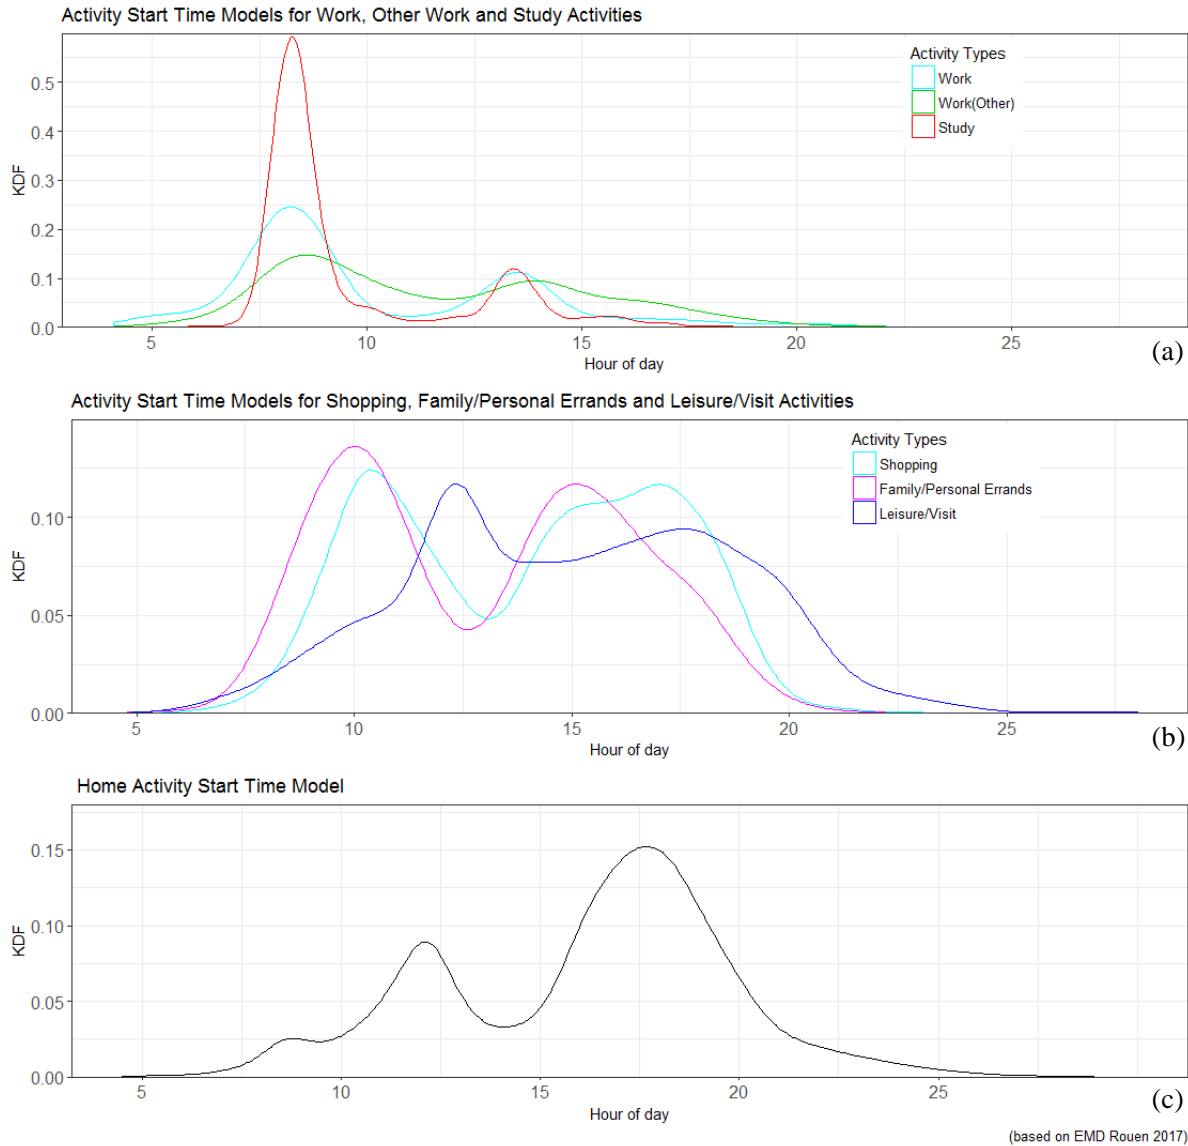 Activity Start Time Models for Work, Other Work and Study Activities
Activity Types
Work
Work(Other)
Study
KDF
0.5
0.4
0.3
0.2
0.1
0.0
5 10 15 20 25
Hour of day
(a)
Activity Start Time Models for Shopping, Family/Personal Errands and Leisure/Visit Activities
Activity Types
Shopping
Family/Personal Errands
Leisure/Visit
KDF
0.10
0.05
0.00
5 10 15 20 25
Hour of day
(b)
Home Activity Start Time Model
KDF
0.15
0.10
0.05
0.00
5 10 15 20 25
Hour of day
(c)
(based on EMD Rouen 2017)